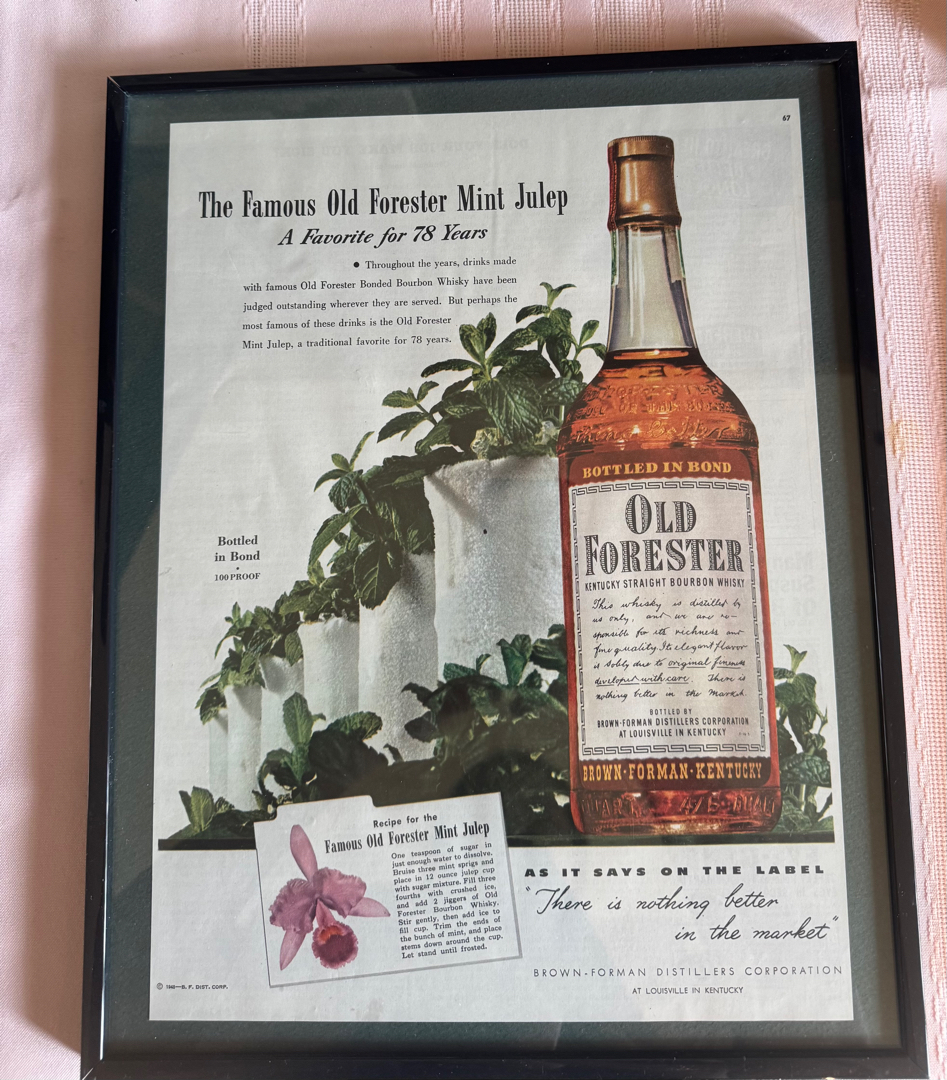 67
The Famous Old Forester Mint Julep
A Favorite for 78 Years
● Throughout the years, drinks made
with famous Old Forester Bonded Bourbon Whisky have been
judged outstanding wherever they are served. But perhaps the
most famous of these drinks is the Old Forester
Mint Julep, a traditional favorite for 78 years.
Bottled
in Bond
•
100 PROOF
BOTTLED IN BOND
OLD
FORESTER
KENTUCKY STRAIGHT BOURBON WHISKY
This whisky is distilled by
us only, and we are re-
sponsible for its richness and
fine quality. Its elegant flavor
is solely due to original fineness
developed with care. There is
nothing better in the market.
BOTTLED BY
BROWN-FORMAN DISTILLERS CORPORATION
AT LOUISVILLE IN KENTUCKY
BROWN-FORMAN-KENTUCKY
4/5 QUART
Recipe for the
Famous Old Forester Mint Julep
One teaspoon of sugar in
just enough water to dissolve.
Bruise three mint sprigs and
place in 12 ounce julep cup
with sugar mixture. Fill three
fourths with crushed ice,
and add 2 jiggers of Old
Forester Bourbon Whisky.
Stir gently, then add ice to
fill cup. Trim the ends of
the bunch of mint, and place
stems down around the cup.
Let stand until frosted.
AS IT SAYS ON THE LABEL
"There is nothing better
in the market"
BROWN-FORMAN DISTILLERS CORPORATION
AT LOUISVILLE IN KENTUCKY
© 1948—B. F. DIST. CORP.